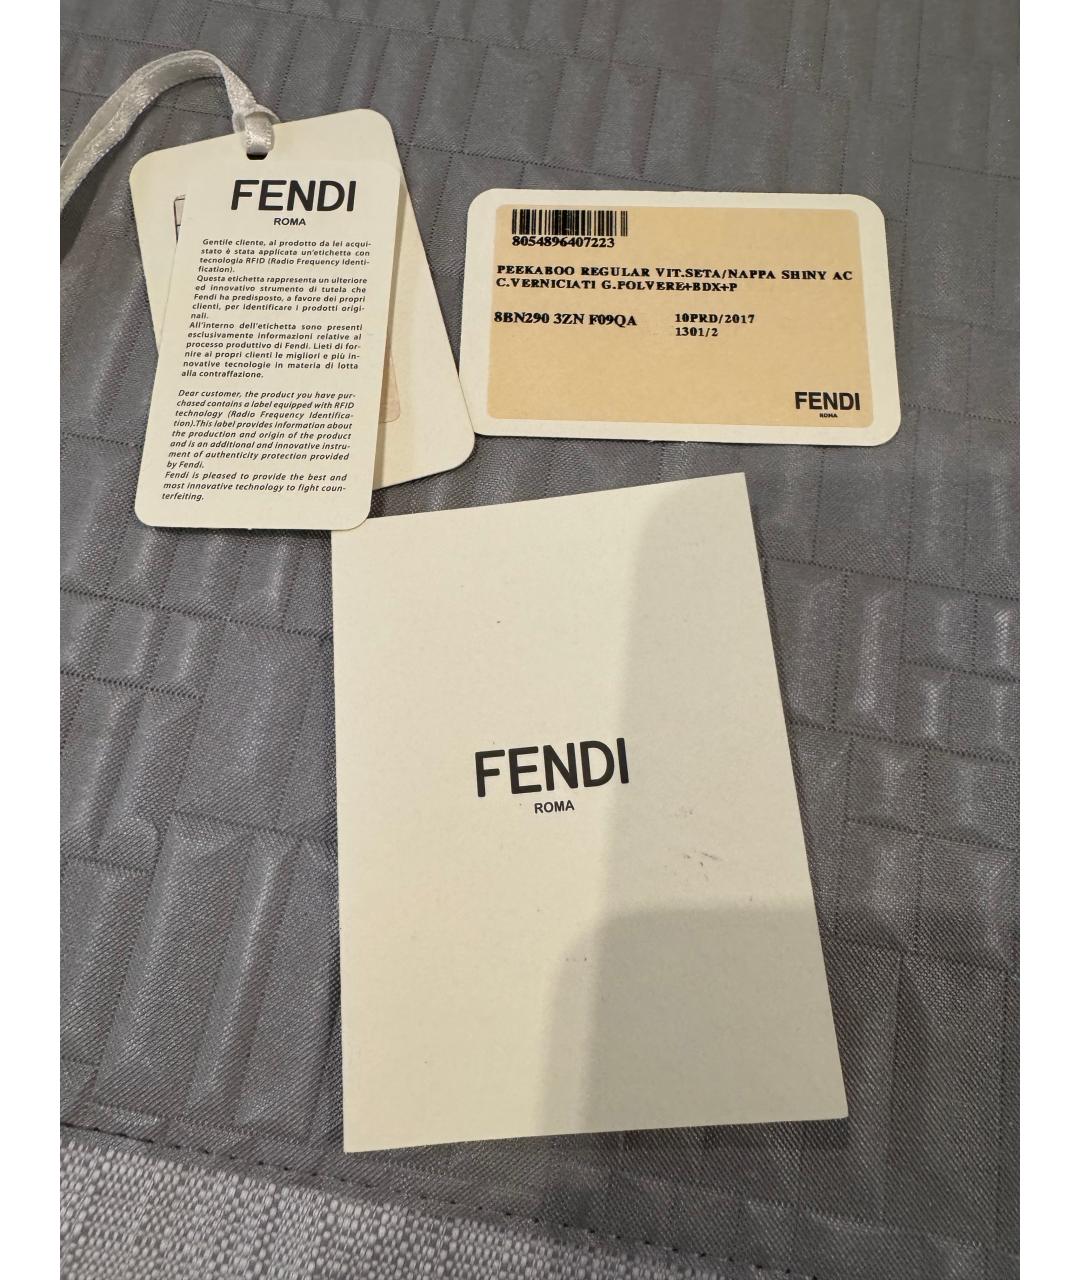 FENDI
ROMA
Gentile cliente, al prodotto da lei acqui-
stato è stata applicata un'etichetta con
tecnologia RFID (Radio Frequency Identi-
fication).
Questa etichetta rappresenta un ulteriore
ed innovativo strumento di tutela che
Fendi ha predisposto, a favore dei propri
clienti, per identificare i prodotti origi-
nali.
All'interno dell'etichetta sono presenti
esclusivamente informazioni relative al
processo produttivo di Fendi. Lieti di for-
nire ai propri clienti le migliori e più in-
novative tecnologie in materia di lotta
alla contraffazione.
Dear customer, the product you have pur-
chased contains a label equipped with RFID
technology (Radio Frequency Identifica-
tion).This label provides information about
the production and origin of the product
and is an additional and innovative instru-
ment of authenticity protection provided
by Fendi.
Fendi is pleased to provide the best and
most innovative technology to fight coun-
terfeiting.
8054896407223
PEEKABOO REGULAR VIT.SETA/NAPPA SHINY AC
C.VERNICIATI G.POLVERE+BDX+P
8BN290 3ZN F09QA 10PRD/2017
1301/2
FENDI
ROMA
FENDI
ROMA